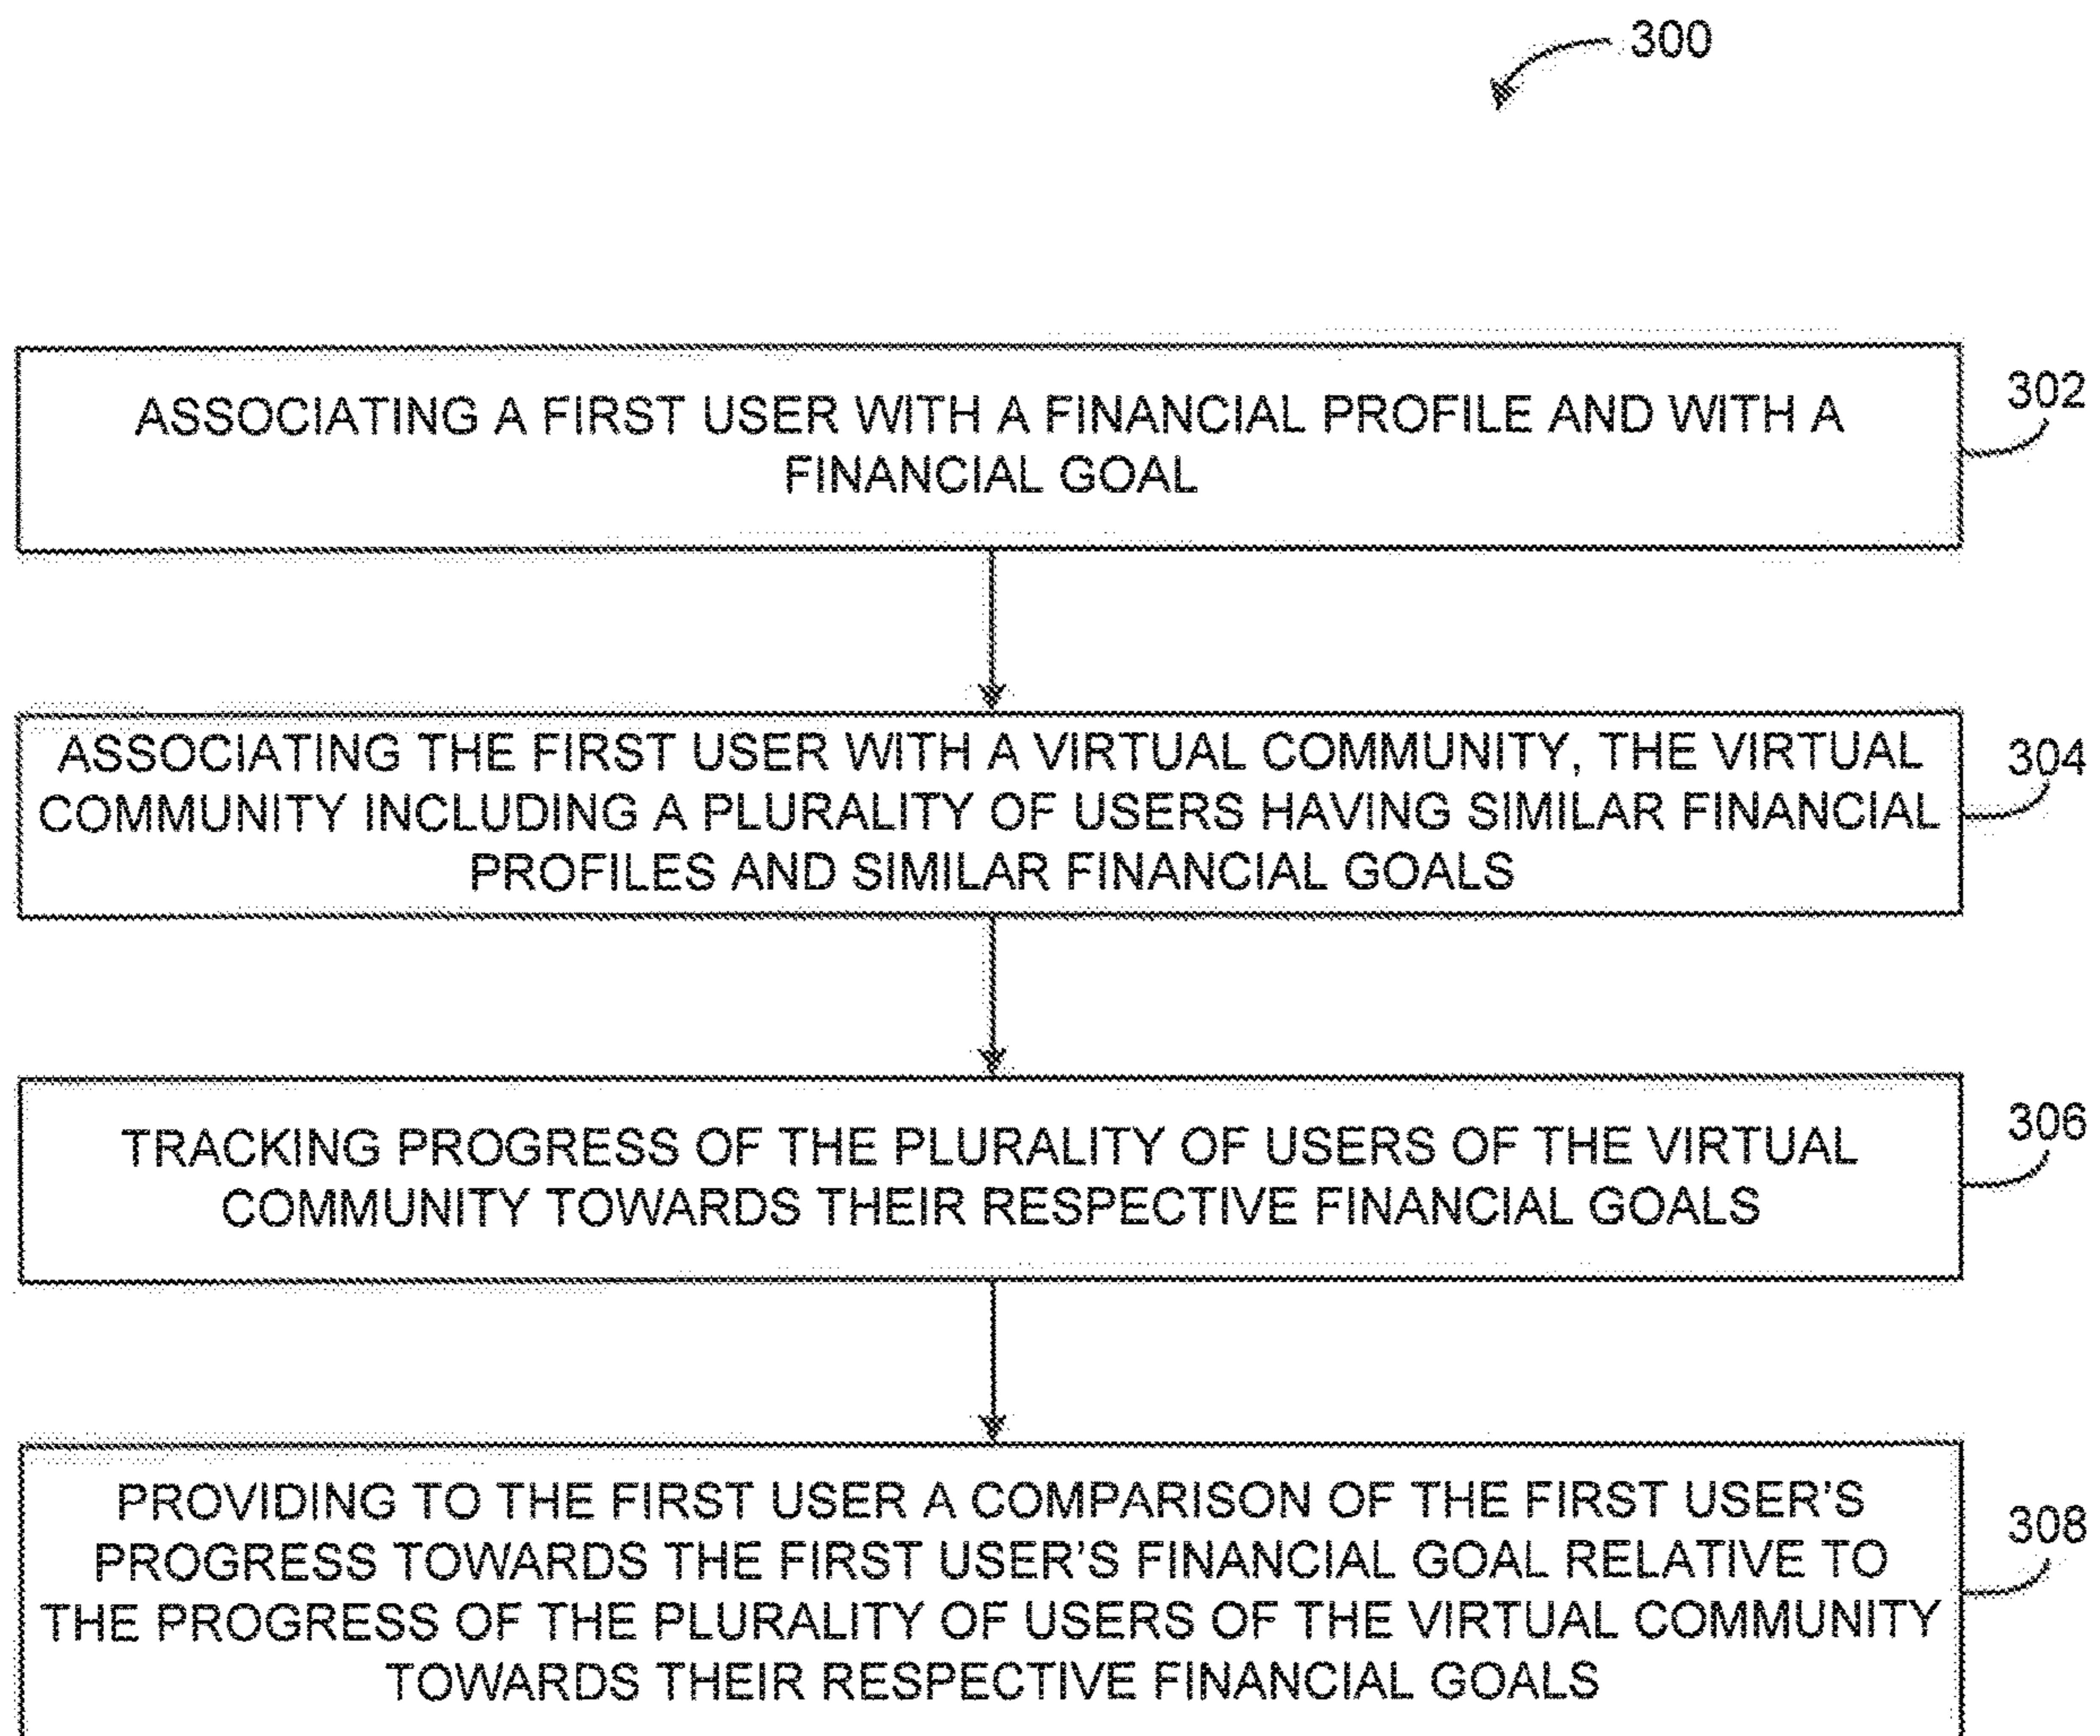 300
ASSOCIATING A FIRST USER WITH A FINANCIAL PROFILE AND WITH A
FINANCIAL GOAL
302
ASSOCIATING THE FIRST USER WITH A VIRTUAL COMMUNITY, THE VIRTUAL
COMMUNITY INCLUDING A PLURALITY OF USERS HAVING SIMILAR FINANCIAL
PROFILES AND SIMILAR FINANCIAL GOALS
304
TRACKING PROGRESS OF THE PLURALITY OF USERS OF THE VIRTUAL
COMMUNITY TOWARDS THEIR RESPECTIVE FINANCIAL GOALS
306
PROVIDING TO THE FIRST USER A COMPARISON OF THE FIRST USER'S
PROGRESS TOWARDS THE FIRST USER'S FINANCIAL GOAL RELATIVE TO
THE PROGRESS OF THE PLURALITY OF USERS OF THE VIRTUAL COMMUNITY
TOWARDS THEIR RESPECTIVE FINANCIAL GOALS
308